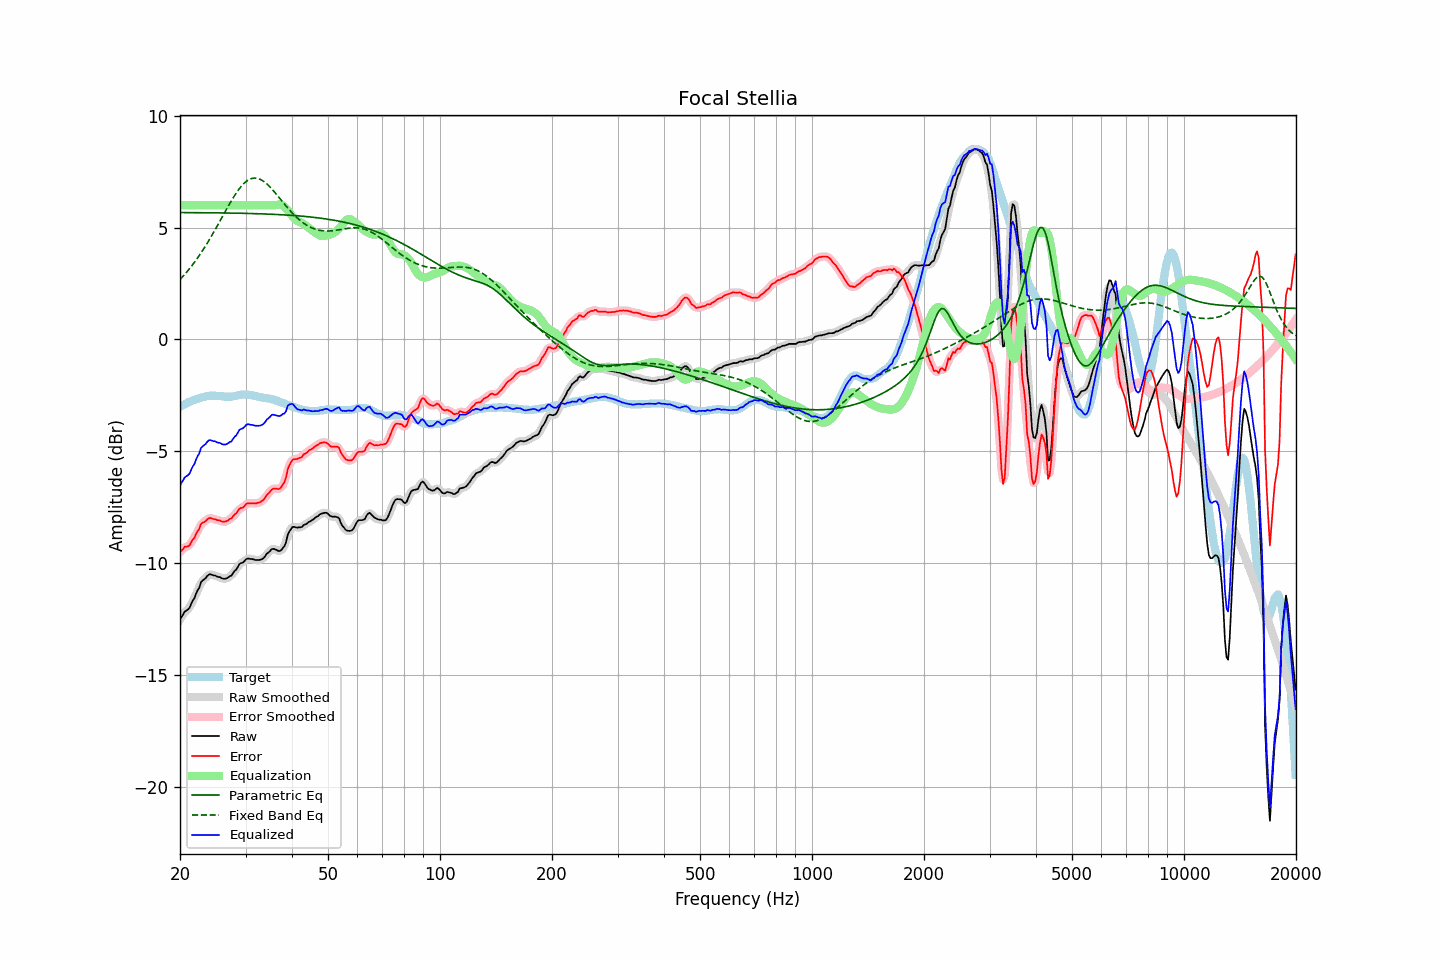 Focal Stellia
10
5
0
−5
−10
−15
−20
Amplitude (dBr)
Target
Raw Smoothed
Error Smoothed
Raw
Error
Equalization
Parametric Eq
Fixed Band Eq
Equalized
20 50 100 200 500 1000 2000 5000 10000 20000
Frequency (Hz)